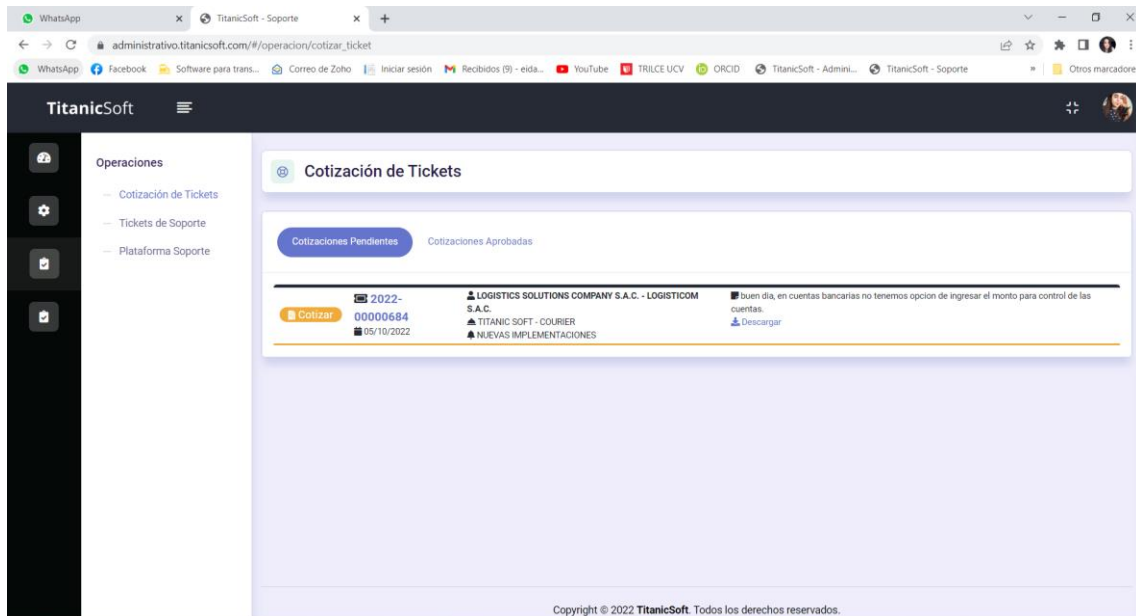 WhatsApp
TitanicSoft - Soporte
administrativo.titanicsoft.com/#/operacion/cotizar_ticket
WhatsApp Facebook Software para trans... Correo de Zoho Iniciar sesión Recibidos (9) - eida... YouTube TRILCE UCV ORCID TitanicSoft - Admini... TitanicSoft - Soporte » Otros marcadore
TitanicSoft
Operaciones
Cotización de Tickets
Tickets de Soporte
Plataforma Soporte
Cotización de Tickets
Cotizaciones Pendientes Cotizaciones Aprobadas
Cotizar
2022-
00000684
05/10/2022
LOGISTICS SOLUTIONS COMPANY S.A.C. - LOGISTICOM
S.A.C.
TITANIC SOFT - COURIER
NUEVAS IMPLEMENTACIONES
buen dia, en cuentas bancarias no tenemos opcion de ingresar el monto para control de las
cuentas.
Descargar
Copyright © 2022 TitanicSoft. Todos los derechos reservados.